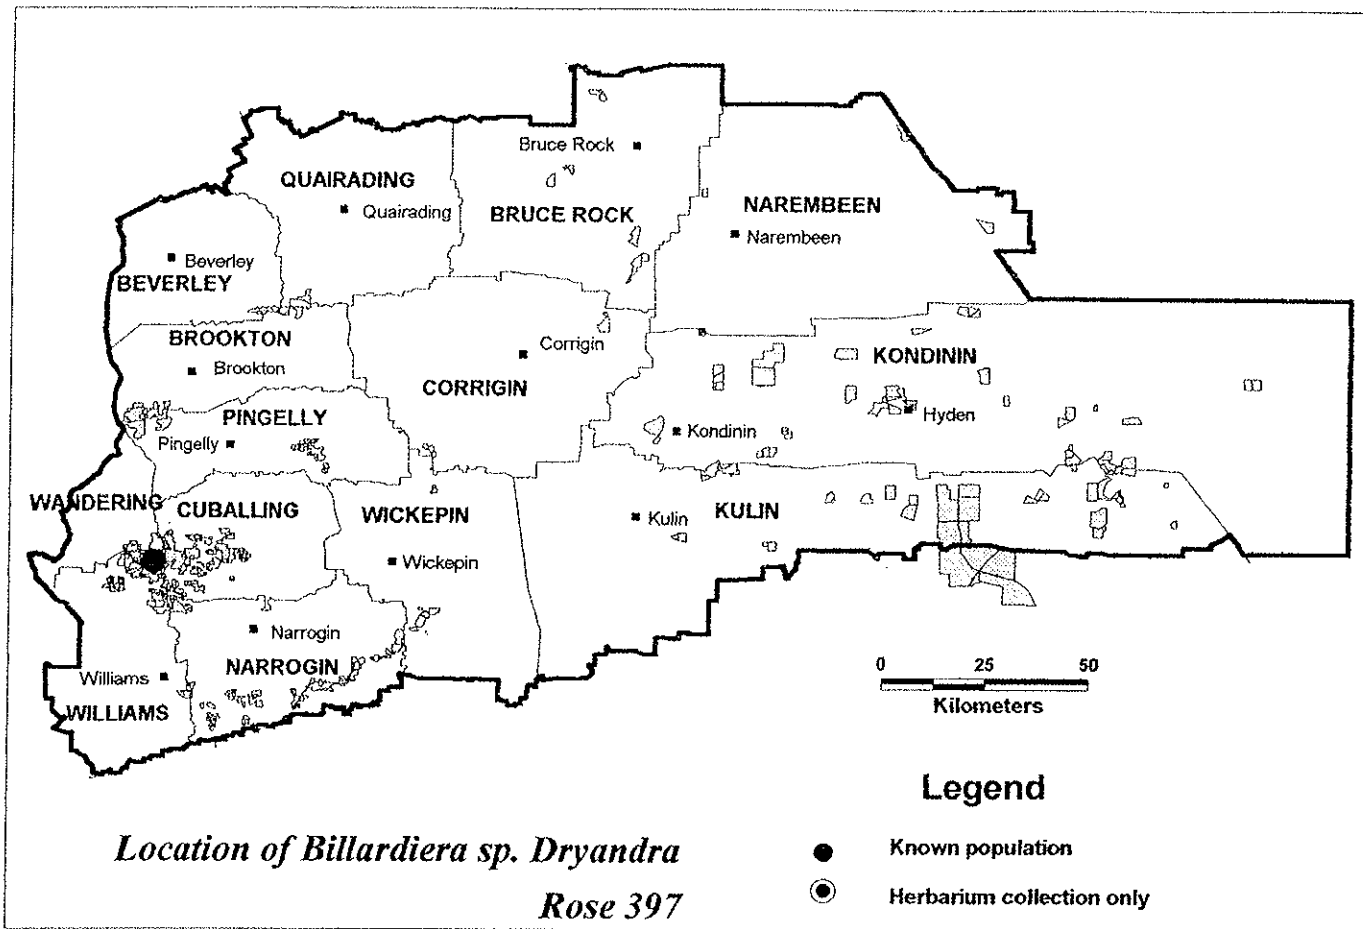 Bruce Rock
QUAIRADING
Quairading
BRUCE ROCK
NAREMBEEN
Narembeen
Beverley
BEVERLEY
BROOKTON
Brookton
Corrigin
CORRIGIN
KONDININ
Hyden
PINGELLY
Pingelly
Kondinin
WANDERING
CUBALLING
WICKEPIN
Kulin
KULIN
Wickepin
Narrogin
NARROGIN
Williams
WILLIAMS
0 25 50
Kilometers
Legend
Location of Billardiera sp. Dryandra
Rose 397
Known population
Herbarium collection only